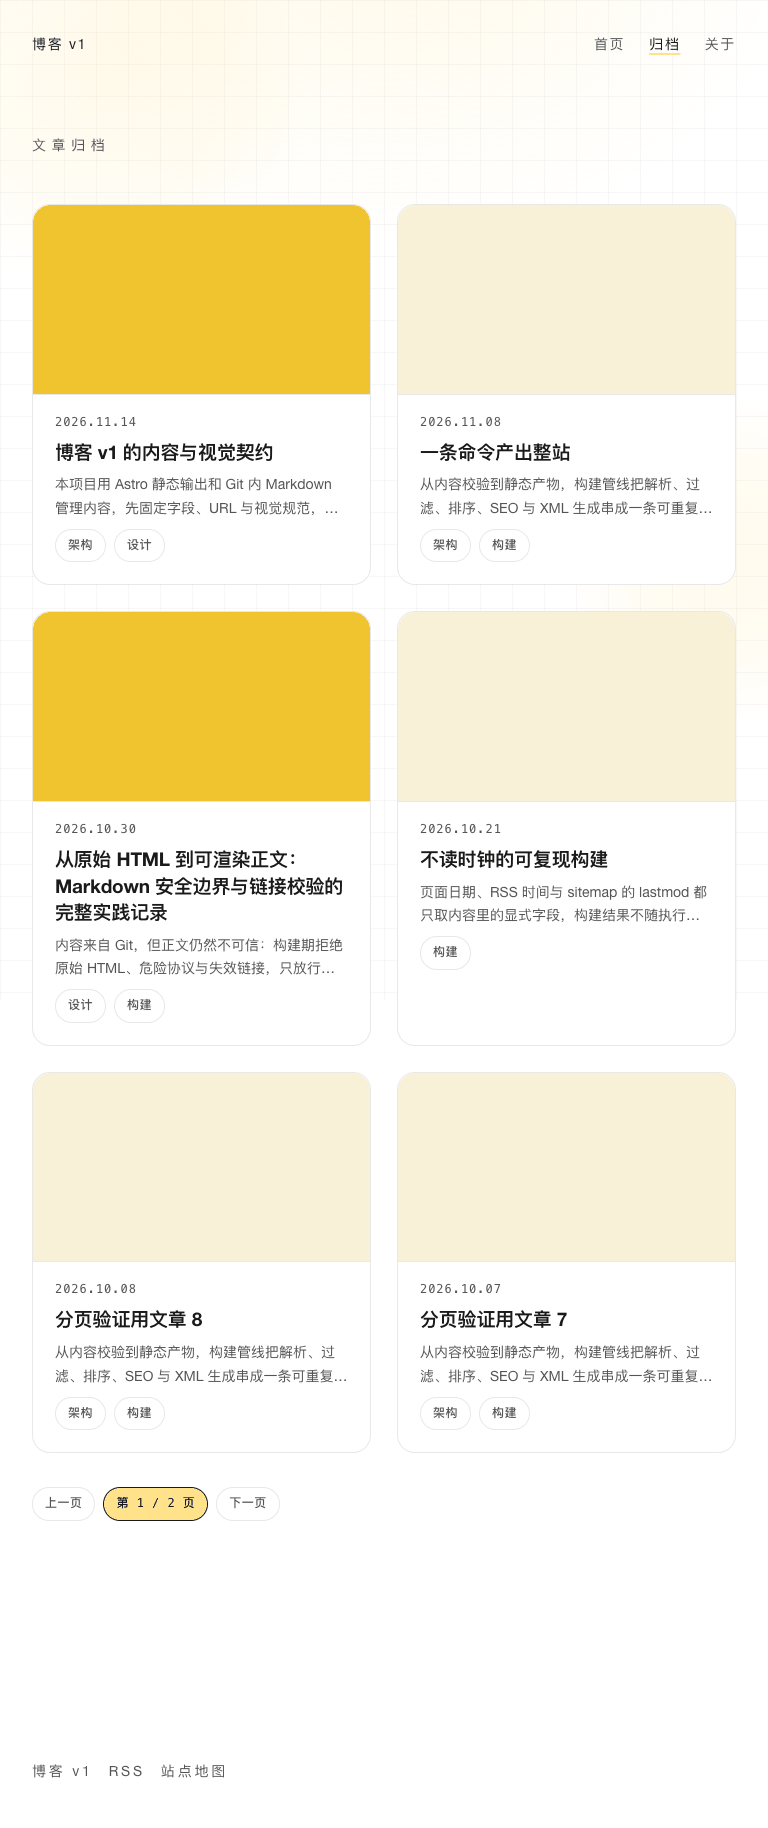 博客 v1
首页 归档 关于
文章归档
2026.11.14
博客 v1 的内容与视觉契约
本项目用 Astro 静态输出和 Git 内 Markdown
管理内容，先固定字段、URL 与视觉规范，…
架构 设计
2026.11.08
一条命令产出整站
从内容校验到静态产物，构建管线把解析、过
滤、排序、SEO 与 XML 生成串成一条可重复…
架构 构建
2026.10.30
从原始 HTML 到可渲染正文：
Markdown 安全边界与链接校验的
完整实践记录
内容来自 Git，但正文仍然不可信：构建期拒绝
原始 HTML、危险协议与失效链接，只放行…
设计 构建
2026.10.21
不读时钟的可复现构建
页面日期、RSS 时间与 sitemap 的 lastmod 都
只取内容里的显式字段，构建结果不随执行…
构建
2026.10.08
分页验证用文章 8
从内容校验到静态产物，构建管线把解析、过
滤、排序、SEO 与 XML 生成串成一条可重复…
架构 构建
2026.10.07
分页验证用文章 7
从内容校验到静态产物，构建管线把解析、过
滤、排序、SEO 与 XML 生成串成一条可重复…
架构 构建
上一页 第 1 / 2 页 下一页
博客 v1 RSS 站点地图